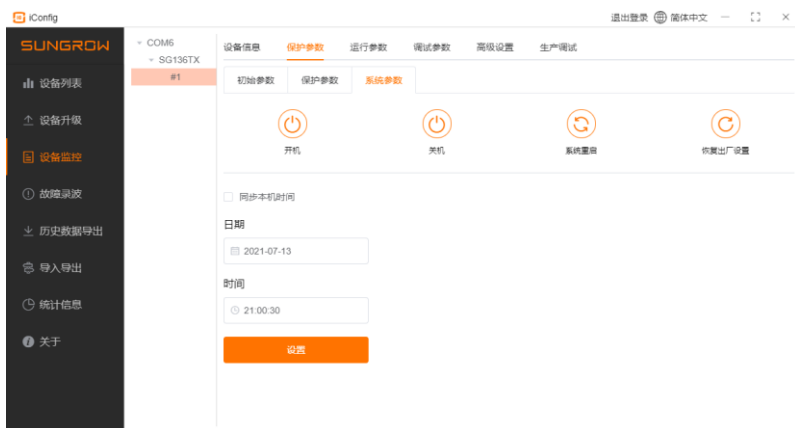 iConfig
退出登录 简体中文
SUNGROW
设备列表
设备升级
设备监控
故障录波
历史数据导出
导入导出
统计信息
关于
COM6
SG136TX
#1
设备信息 保护参数 运行参数 调试参数 高级设置 生产调试
初始参数 保护参数 系统参数
开机 关机 系统重启 恢复出厂设置
同步本机时间
日期
2021-07-13
时间
21:00:30
设置